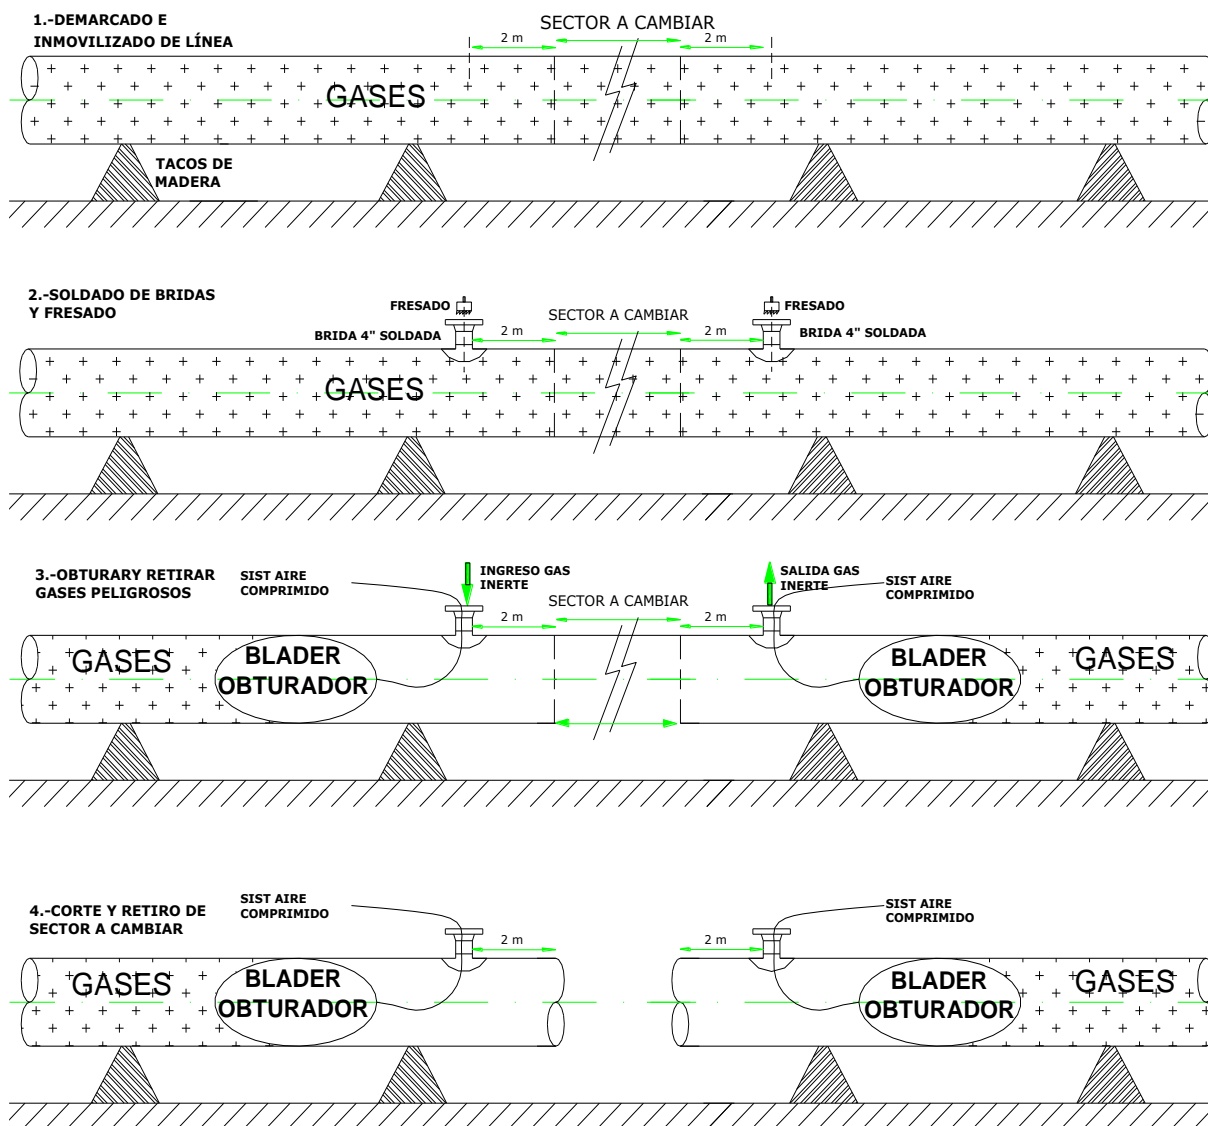 1.-DEMARCADO E
INMOVILIZADO DE LÍNEA
SECTOR A CAMBIAR
2 m
2 m
GASES
TACOS DE
MADERA
2.-SOLDADO DE BRIDAS
Y FRESADO
FRESADO
FRESADO
BRIDA 4" SOLDADA
2 m
SECTOR A CAMBIAR
2 m
BRIDA 4" SOLDADA
GASES
3.-OBTURARY RETIRAR
GASES PELIGROSOS
SIST AIRE
COMPRIMIDO
INGRESO GAS
INERTE
SALIDA GAS
INERTE
SIST AIRE
COMPRIMIDO
2 m
SECTOR A CAMBIAR
2 m
GASES
BLADER
OBTURADOR
BLADER
OBTURADOR
GASES
4.-CORTE Y RETIRO DE
SECTOR A CAMBIAR
SIST AIRE
COMPRIMIDO
SIST AIRE
COMPRIMIDO
2 m
2 m
GASES
BLADER
OBTURADOR
BLADER
OBTURADOR
GASES